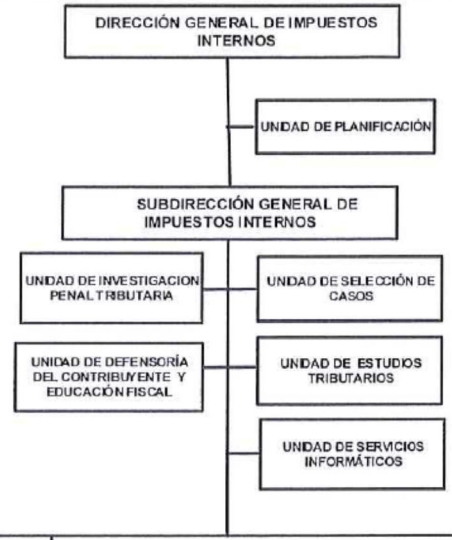 DIRECCIÓN GENERAL DE IMPUESTOS
INTERNOS
UNIDAD DE PLANIFICACIÓN
SUBDIRECCIÓN GENERAL DE
IMPUESTOS INTERNOS
UNIDAD DE INVESTIGACION
PENAL TRIBUTARIA
UNIDAD DE SELECCIÓN DE
CASOS
UNIDAD DE DEFENSORÍA
DEL CONTRIBUYENTE Y
EDUCACIÓN FISCAL
UNIDAD DE ESTUDIOS
TRIBUTARIOS
UNIDAD DE SERVICIOS
INFORMÁTICOS